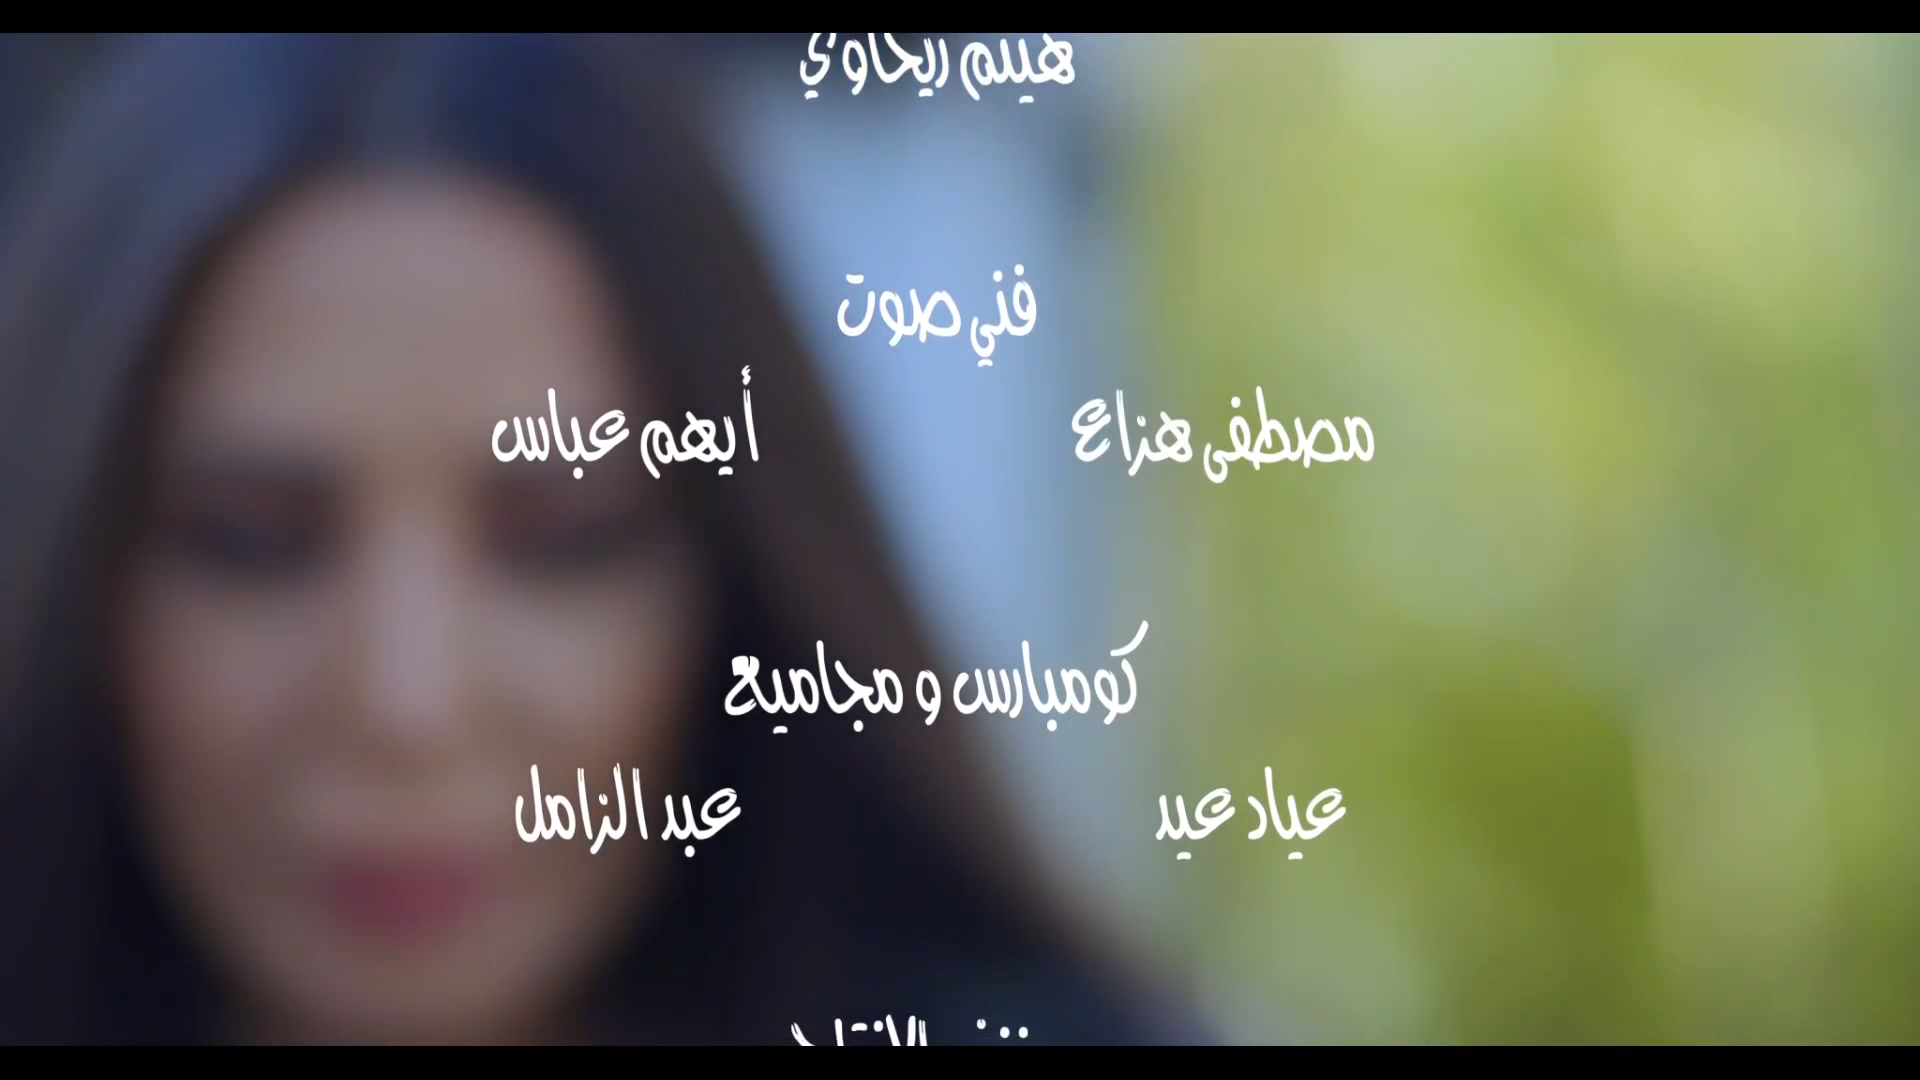 هيثم ريحاوي
فني صوت
مصطفى هزاع أيهم عباس
كومبارس و مجاميع
عياد عيد عبد الزامل